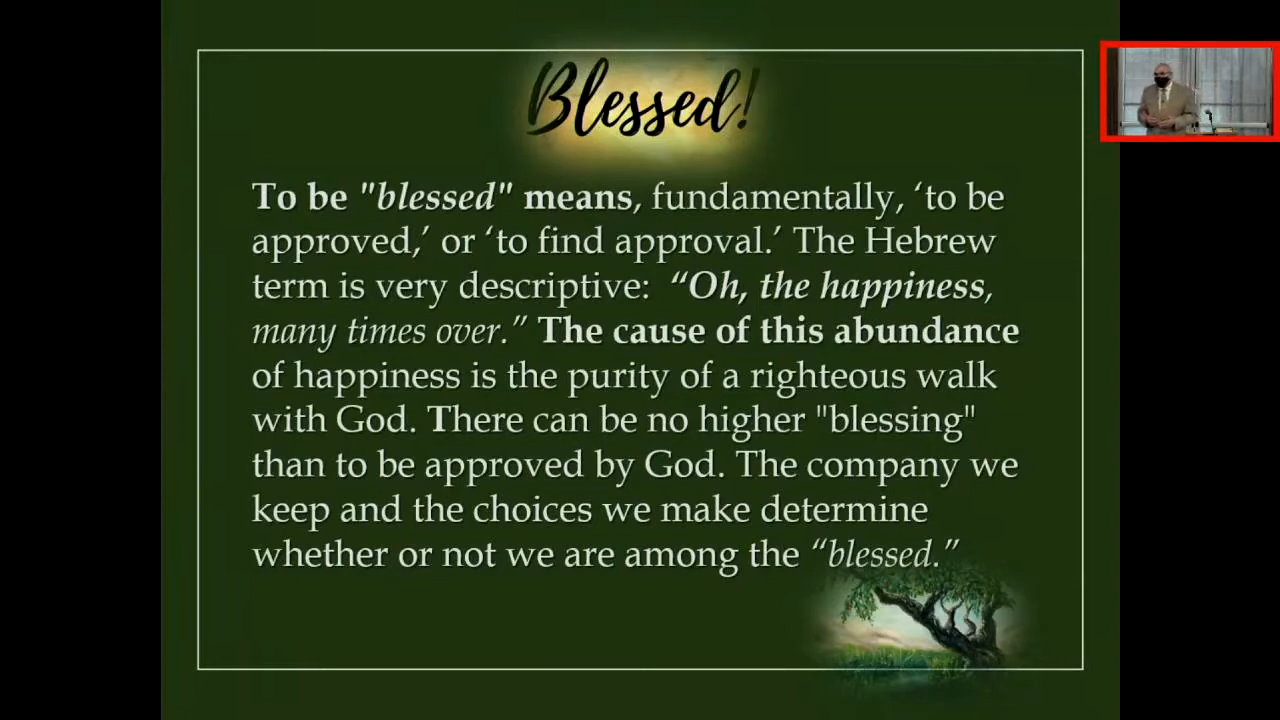 Blessed!
To be "blessed" means, fundamentally, ‘to be
approved,’ or ‘to find approval.’ The Hebrew
term is very descriptive: “Oh, the happiness,
many times over.” The cause of this abundance
of happiness is the purity of a righteous walk
with God. There can be no higher "blessing"
than to be approved by God. The company we
keep and the choices we make determine
whether or not we are among the “blessed.”